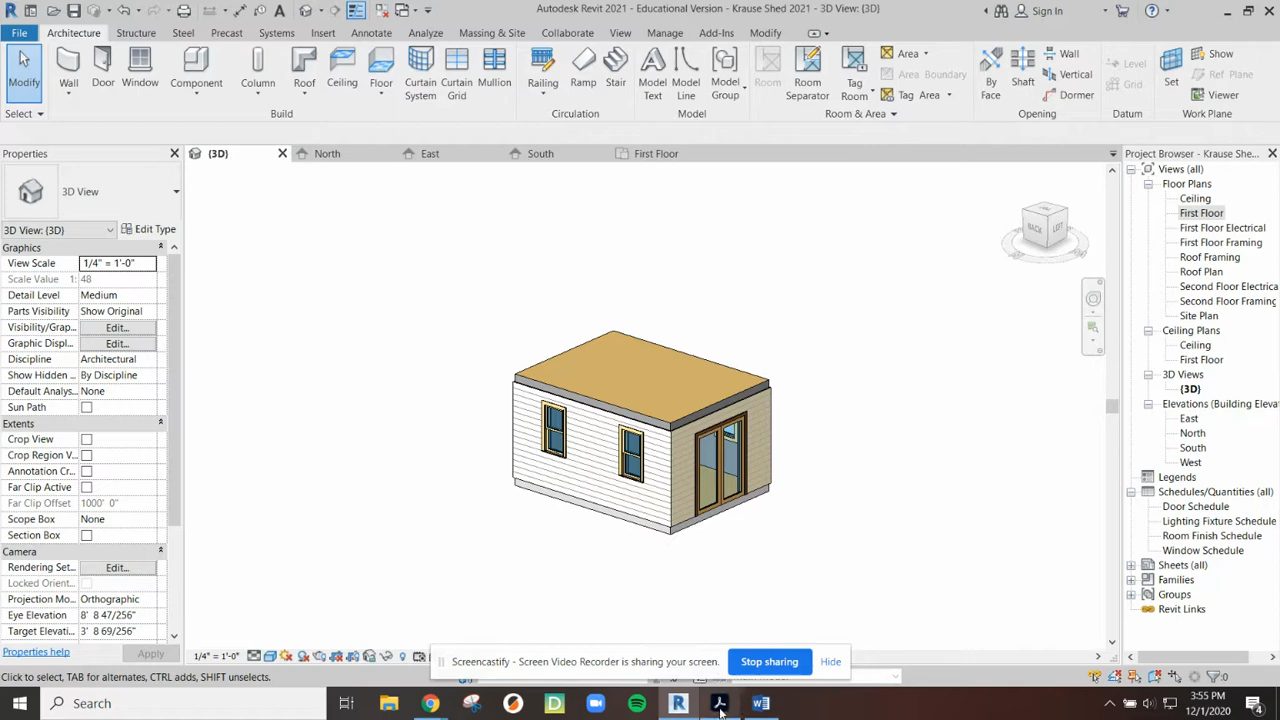 Autodesk Revit 2021 - Educational Version - Krause Shed 2021 - 3D View: {3D}
Sign In
File Architecture Structure Steel Precast Systems Insert Annotate Analyze Massing & Site Collaborate View Manage Add-Ins Modify
Modify Wall Door Window Component Column Roof Ceiling Floor Curtain System Curtain Grid Mullion Railing Ramp Stair Model Text Model Line Model Group Room Room Separator Tag Room
Area By Face Shaft Wall Level Set Show
Area Boundary Vertical Grid Ref Plane
Tag Area Dormer Viewer
Select Build Circulation Model Room & Area Opening Datum Work Plane
Properties
{3D} North East South First Floor
Project Browser - Krause She...
3D View
3D View: {3D} Edit Type
Graphics
View Scale 1/4" = 1'-0"
Scale Value 1: 48
Detail Level Medium
Parts Visibility Show Original
Visibility/Grap... Edit...
Graphic Displ... Edit...
Discipline Architectural
Show Hidden ... By Discipline
Default Analys... None
Sun Path
Extents
Crop View
Crop Region V...
Annotation Cr...
Far Clip Active
Far Clip Offset 1000' 0"
Scope Box None
Section Box
Camera
Rendering Set... Edit...
Locked Orient...
Projection Mo... Orthographic
Eye Elevation 8' 8 47/256"
Target Elevati... 3' 8 69/256"
Properties help Apply
BACK LEFT
Views (all)
Floor Plans
Ceiling
First Floor
First Floor Electrical
First Floor Framing
Roof Framing
Roof Plan
Second Floor Electrica
Second Floor Framing
Site Plan
Ceiling Plans
Ceiling
First Floor
3D Views
{3D}
Elevations (Building Elevat
East
North
South
West
Legends
Schedules/Quantities (all)
Door Schedule
Lighting Fixture Schedule
Room Finish Schedule
Window Schedule
Sheets (all)
Families
Groups
Revit Links
1/4" = 1'-0"
Screencastify - Screen Video Recorder is sharing your screen. Stop sharing Hide
Click to select, TAB for alternates, CTRL adds, SHIFT unselects.
:0
Search
3:55 PM
12/1/2020
4